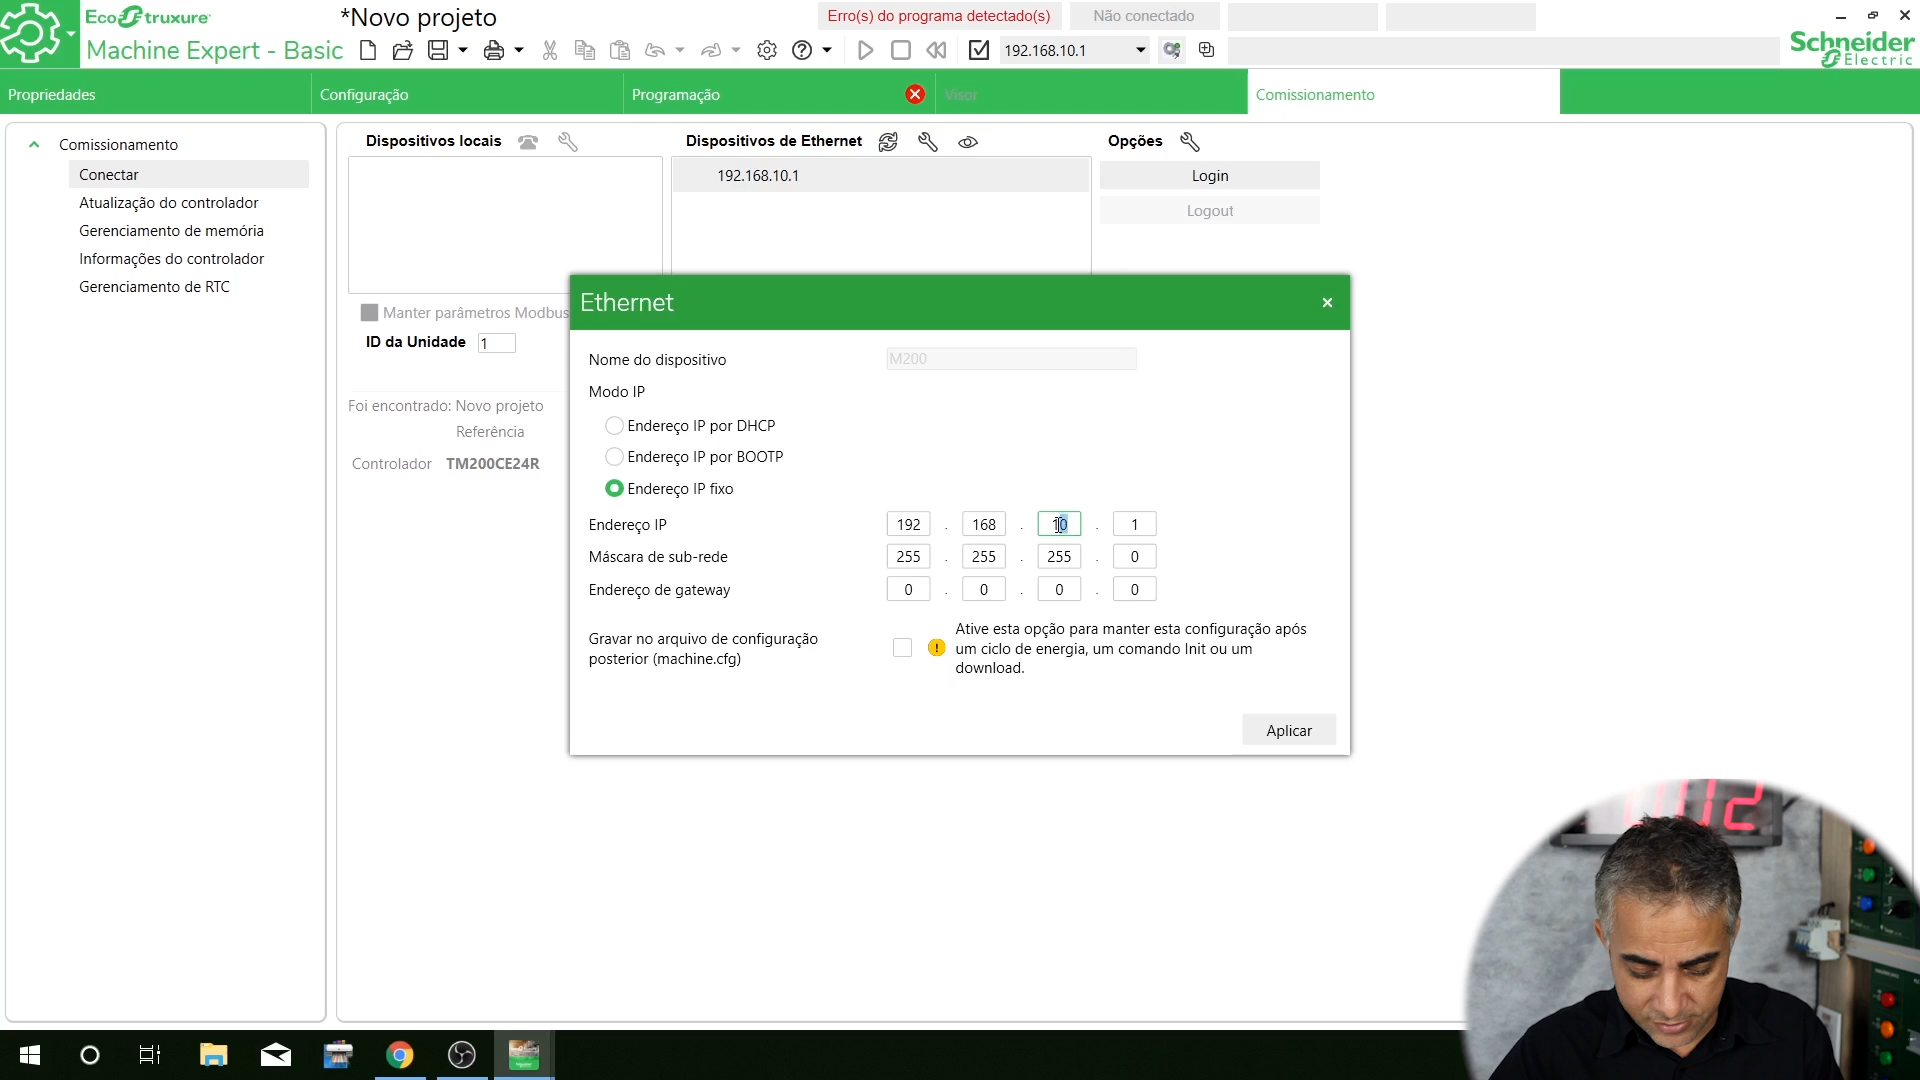 EcoStruxure
Machine Expert - Basic
*Novo projeto
Erro(s) do programa detectado(s)
Não conectado
192.168.10.1
Schneider
Electric
Propriedades
Configuração
Programação
Visor
Comissionamento
Comissionamento
Conectar
Atualização do controlador
Gerenciamento de memória
Informações do controlador
Gerenciamento de RTC
Dispositivos locais
Dispositivos de Ethernet
Opções
192.168.10.1
Login
Logout
Manter parâmetros Modbus
ID da Unidade 1
Foi encontrado: Novo projeto
Referência
Controlador TM200CE24R
Ethernet
Nome do dispositivo M200
Modo IP
Endereço IP por DHCP
Endereço IP por BOOTP
Endereço IP fixo
Endereço IP 192 . 168 . 10 . 1
Máscara de sub-rede 255 . 255 . 255 . 0
Endereço de gateway 0 . 0 . 0 . 0
Gravar no arquivo de configuração
posterior (machine.cfg)
Ative esta opção para manter esta configuração após
um ciclo de energia, um comando Init ou um
download.
Aplicar